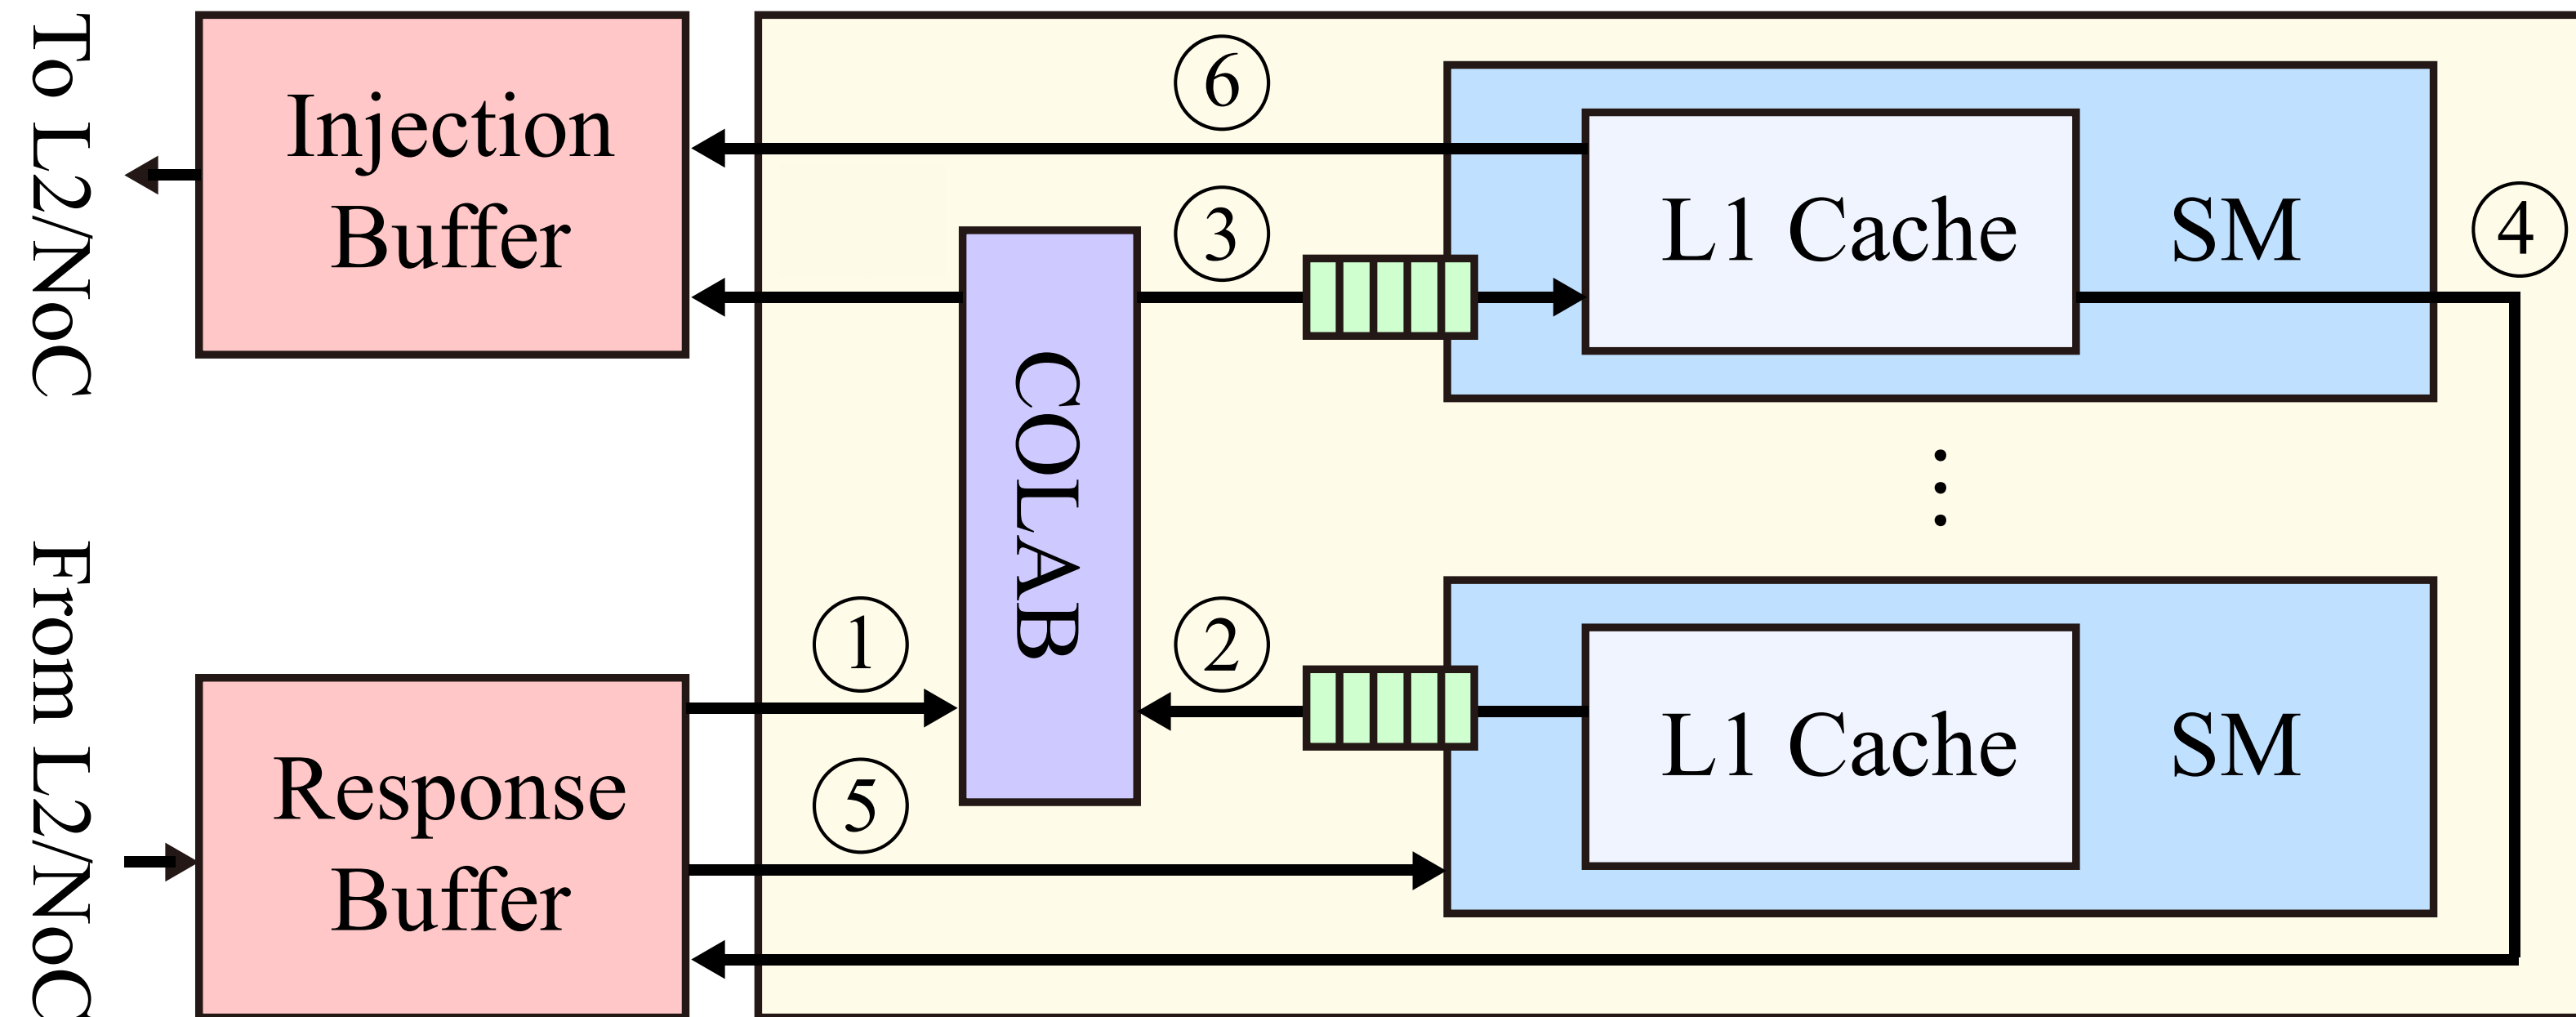 To L2/NoC
Injection
Buffer
⑥
③
L1 Cache
SM
④
COLAB
From L2/NoC
Response
Buffer
①
②
⑤
L1 Cache
SM